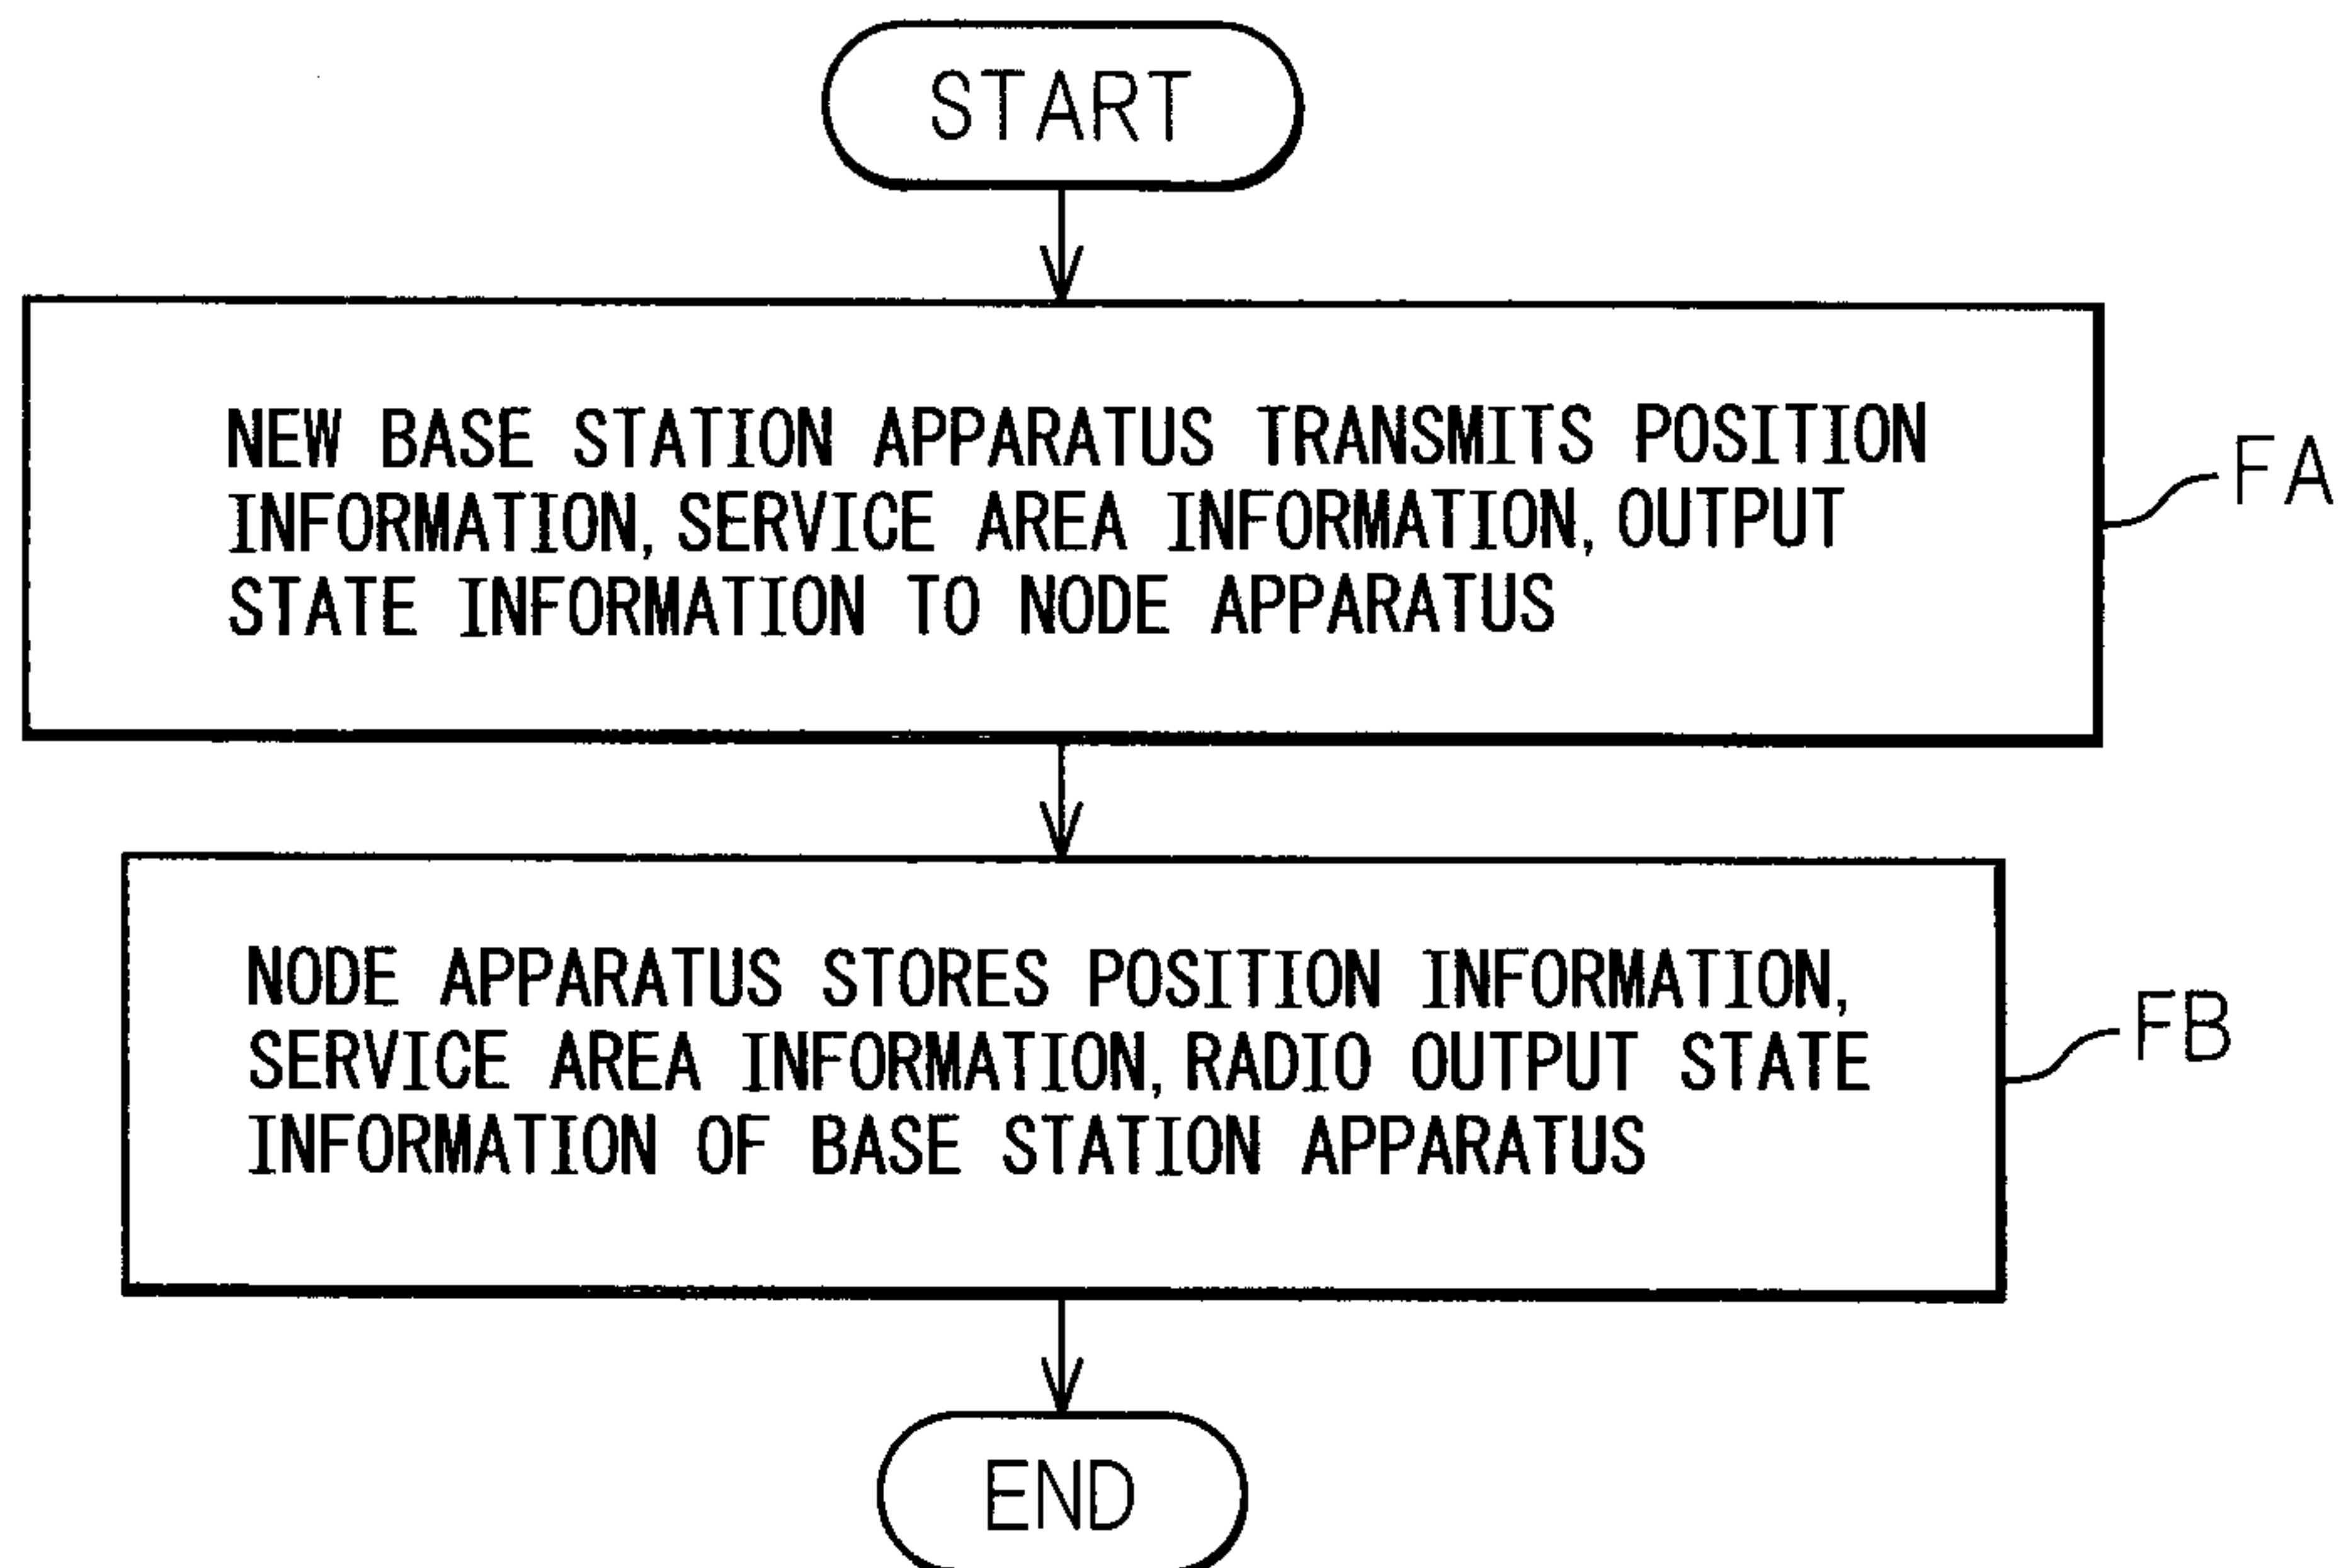 START
NEW BASE STATION APPARATUS TRANSMITS POSITION
INFORMATION, SERVICE AREA INFORMATION, OUTPUT
STATE INFORMATION TO NODE APPARATUS
FA
NODE APPARATUS STORES POSITION INFORMATION,
SERVICE AREA INFORMATION, RADIO OUTPUT STATE
INFORMATION OF BASE STATION APPARATUS
FB
END